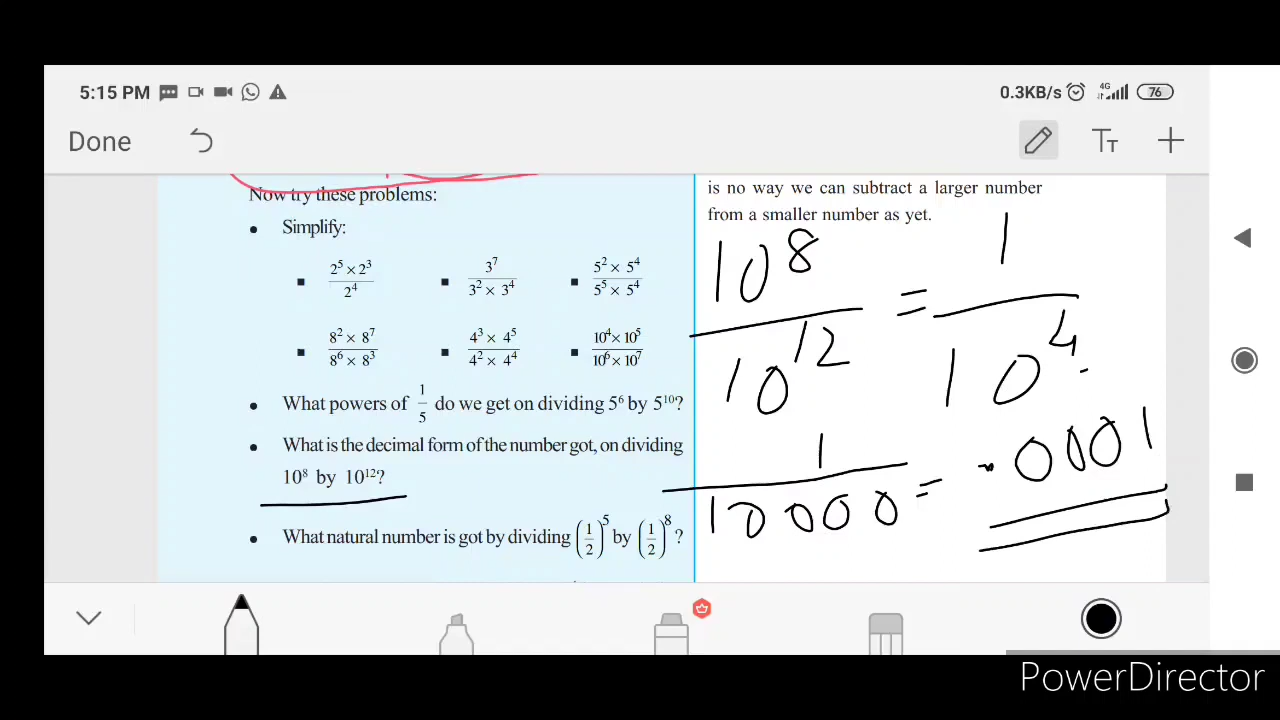 5:15 PM
0.3KB/s 4G 76
Done
Now try these problems:
• Simplify:
▪ 2⁵ × 2³ / 2⁴ ▪ 3⁷ / 3² × 3⁴ ▪ 5² × 5⁴ / 5⁵ × 5⁴
▪ 8² × 8⁷ / 8⁶ × 8³ ▪ 4³ × 4⁵ / 4² × 4⁴ ▪ 10⁴ × 10⁵ / 10⁶ × 10⁷
• What powers of 1/5 do we get on dividing 5⁶ by 5¹⁰?
• What is the decimal form of the number got, on dividing
10⁸ by 10¹²?
• What natural number is got by dividing (1/2)⁵ by (1/2)⁸ ?
is no way we can subtract a larger number
from a smaller number as yet.
10⁸ / 10¹² = 1 / 10⁴
1 / 10000 = .0001
PowerDirector